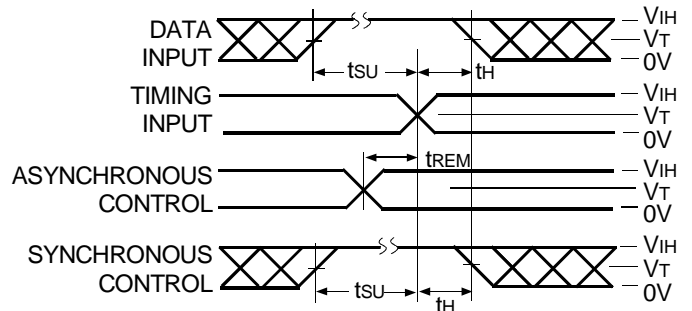 DATA
INPUT
tSU
tH
VIH
VT
0V
TIMING
INPUT
VIH
VT
0V
tREM
ASYNCHRONOUS
CONTROL
VIH
VT
0V
SYNCHRONOUS
CONTROL
tSU
tH
VIH
VT
0V